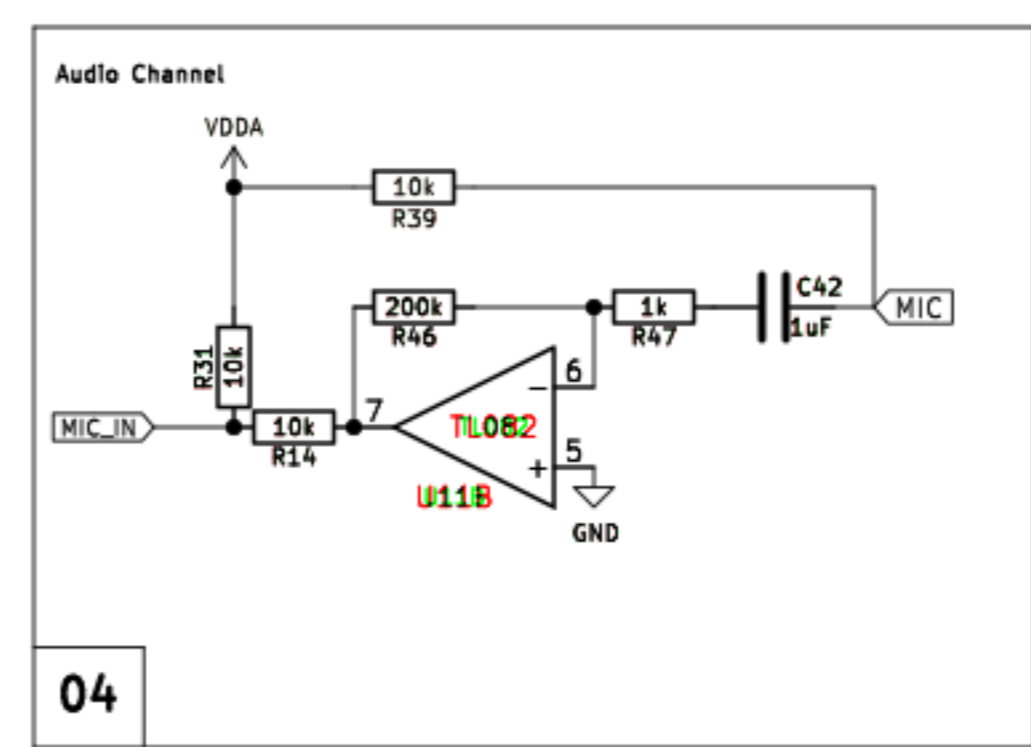 Audio Channel
VDDA
10k
R39
200k
R46
1k
R47
C42
1uF
MIC
R31
10k
MIC_IN
10k
R14
7
6
5
GND
04